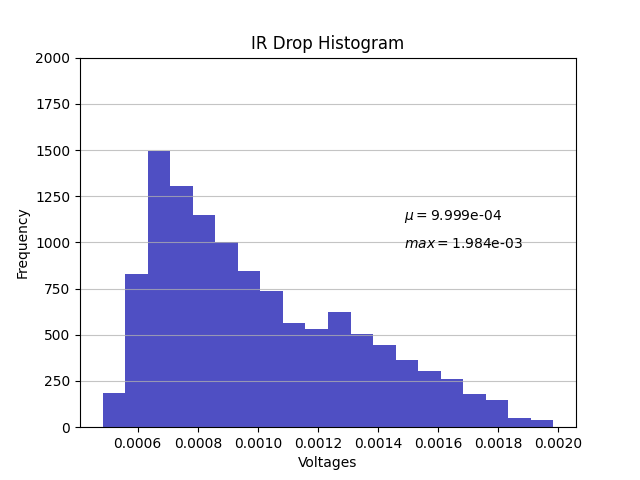 IR Drop Histogram
2000
1750
1500
1250
1000
750
500
250
0
Frequency
μ = 9.999e-04
max = 1.984e-03
0.0006 0.0008 0.0010 0.0012 0.0014 0.0016 0.0018 0.0020
Voltages